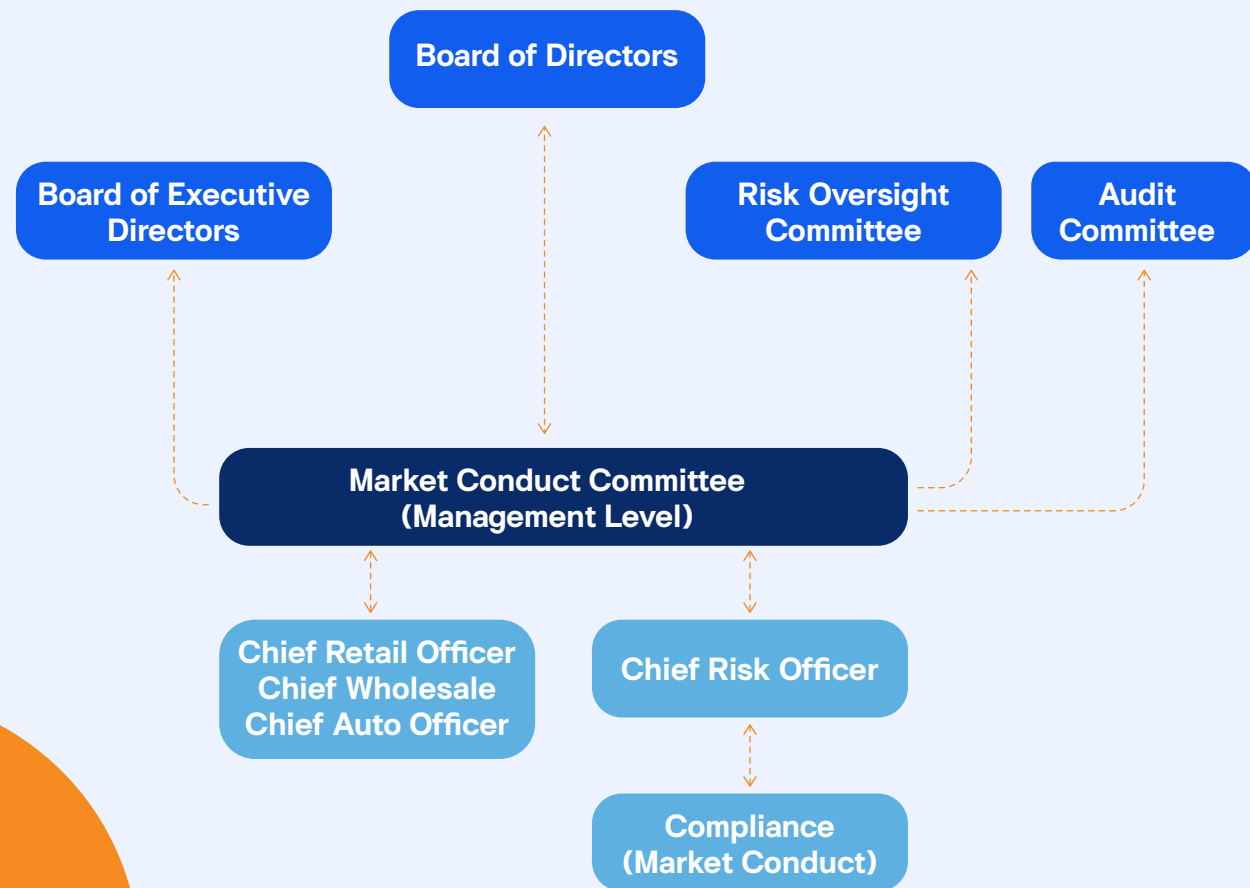 Board of Directors
Board of Executive
Directors
Risk Oversight
Committee
Audit
Committee
Market Conduct Committee
(Management Level)
Chief Retail Officer
Chief Wholesale
Chief Auto Officer
Chief Risk Officer
Compliance
(Market Conduct)